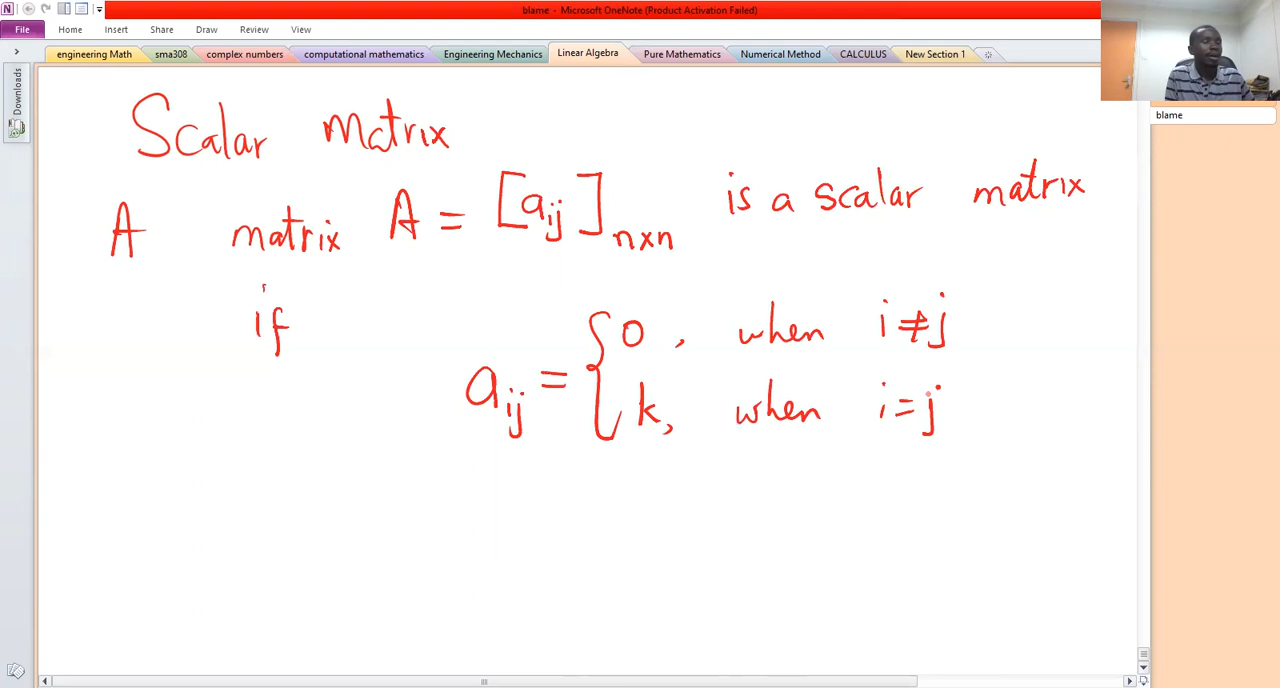 blame - Microsoft OneNote (Product Activation Failed)
File Home Insert Share Draw Review View
engineering Math sma308 complex numbers computational mathematics Engineering Mechanics Linear Algebra Pure Mathematics Numerical Method CALCULUS New Section 1
Downloads
blame
Scalar matrix
A matrix A = [aij]n×n is a scalar matrix
if
aij = { 0, when i ≠ j
k, when i = j